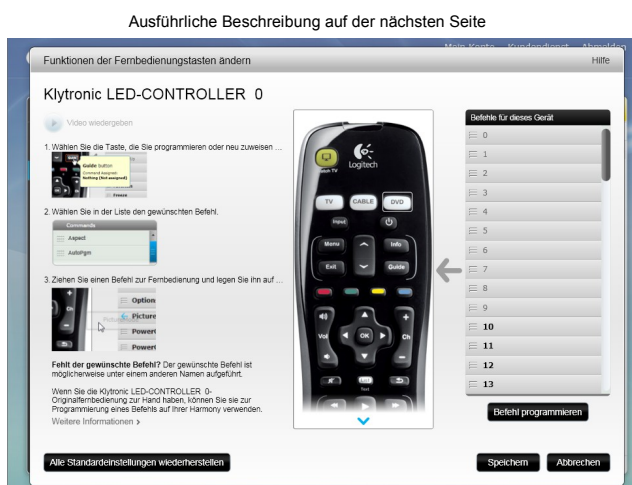 Ausführliche Beschreibung auf der nächsten Seite
Mein Konto Kundendienst Abmelden
Funktionen der Fernbedienungstasten ändern
Hilfe
Klytronic LED-CONTROLLER 0
Video wiedergeben
1. Wählen Sie die Taste, die Sie programmieren oder neu zuweisen ...
Guide button
Command Assigned:
Nothing (Not assigned)
Freeze
2. Wählen Sie in der Liste den gewünschten Befehl.
Commands
Aspect
AutoPgm
3. Ziehen Sie einen Befehl zur Fernbedienung und legen Sie ihn auf ...
Ch
Option
Picture
Power
Power
Fehlt der gewünschte Befehl? Der gewünschte Befehl ist
möglicherweise unter einem anderen Namen aufgeführt.
Wenn Sie die Klytronic LED-CONTROLLER 0-
Originalfernbedienung zur Hand haben, können Sie sie zur
Programmierung eines Befehls auf Ihrer Harmony verwenden.
Weitere Informationen >
Alle Standardeinstellungen wiederherstellen
Watch TV
Logitech
TV CABLE DVD
Input
Menu Info
Exit Guide
Vol OK Ch
Text
Befehle für dieses Gerät
0
1
2
3
4
5
6
7
8
9
10
11
12
13
Befehl programmieren
Speichern Abbrechen